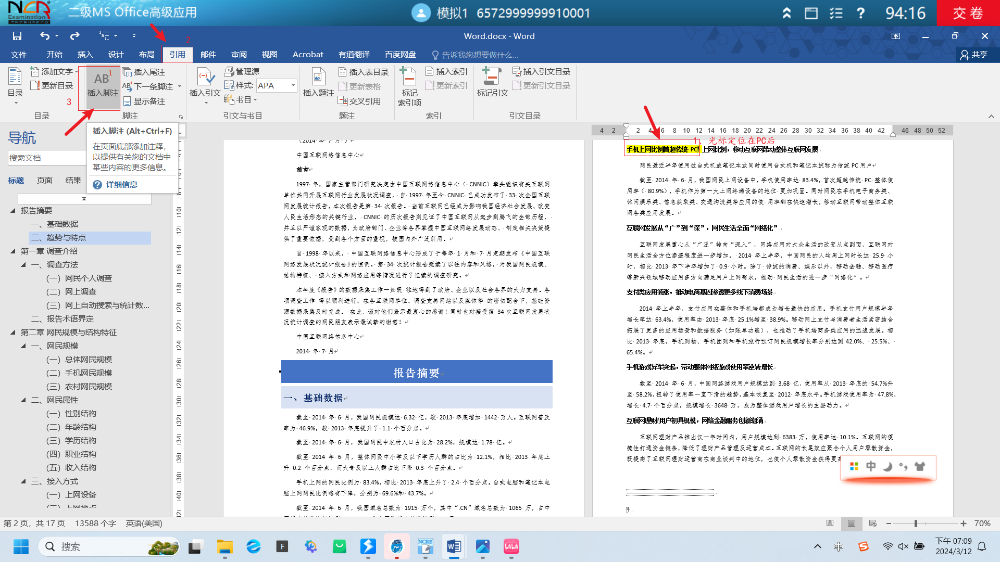 NCR
Examination
二级MS Office高级应用
模拟1 6572999999910001
94:16
交卷
Word.docx - Word
2
文件 开始 插入 设计 布局 引用 邮件 审阅 视图 Acrobat 有道翻译 百度网盘 告诉我您想要做什么... 共享
目录
添加文字
更新目录
目录
AB1
插入脚注
3
插入尾注
下一条脚注
显示备注
脚注
插入引文
管理源
样式: APA
书目
引文与书目
插入题注
插入表目录
更新表格
交叉引用
题注
标记
索引项
插入索引
更新索引
索引
标记引文
插入引文目录
更新引文目录
引文目录
插入脚注 (Alt+Ctrl+F)
在页面底部添加注释，
以提供有关您的文档中
某些内容的更多信息。
详细信息
导航
搜索文档
标题 页面 结果
报告摘要
一、基础数据
二、趋势与特点
第一章 调查介绍
一、调查方法
(一) 网民个人调查
(二) 网上调查
(三) 网上自动搜索与统计数...
二、报告术语界定
第二章 网民规模与结构特征
一、网民规模
(一) 总体网民规模
(二) 手机网民规模
(三) 农村网民规模
二、网民属性
(一) 性别结构
(二) 年龄结构
(三) 学历结构
(四) 职业结构
(五) 收入结构
三、接入方式
(一) 上网设备
(二) 上网地点
4 2 2 4 6 8 10 12 14 16 18 20 22 24 26 28 30 32 34 36 38 40 42 46 48 50 52
（2014 年 7 月 ）
中国互联网络信息中心
前言
1997 年，国家主管部门研究决定由中国互联网络信息中心（ CNNIC）牵头组织有关互联网
单位共同开展互联网行业发展状况调查， 自 1997 年至今 CNNIC 已成功发布了 33 次全国互联
网发展统计报告，本次报告是第 34 次报告。当前互联网已经成为影响我国经济社会发展、改变
人民生活形态的关键行业， CNNIC 的历次报告则见证了中国互联网从起步到腾飞的全部历程，
并且以严谨客观的数据，为政府部门、企业等各界掌握中国互联网络发展动态、 制定相关决策提
供了重要依据，受到各个方面的重视，被国内外广泛引用。
自 1998 年以来， 中国互联网络信息中心形成了于每年 1 月和 7 月定期发布《中国互联
网络发展状况统计报告》的惯例。 第 34 次统计报告延续了以往内容和风格，对我国网民规模、
结构特征、 接入方式和网络应用等情况进行了连续的调查研究。
本年度《报告》的数据采集工作一如既 往地得到了政府、企业以及社会各界的大力支持。各
项调查工作 得以顺利进行；在各互联网单位、调查支持网站以及媒体等 的密切配合下，基础资
源数据采集及时完成。 在此，谨对他们表示最衷心的感谢！同时也对接受第 34 次互联网发展状
况统计调查的网民朋友表示最诚挚的谢意！
中国互联网络信息中心
2014 年 7 月
报告摘要
一、基础数据
截至 2014 年 6 月，我国网民规模达 6.32 亿，较 2013 年底增加 1442 万人。互联网普及
率为 46.9%，较 2013 年底提升了 1.1 个百分点。
截至 2014 年 6 月，我国网民中农村人口占比为 28.2%，规模达 1.78 亿。
截至 2014 年 6 月，整体网民中小学及以下学历人群的占比为 12.1%，相比 2013 年底上
升 0.2 个百分点，而大专及以上人群占比下降 0.3 个百分点。
手机上网的网民比例为 83.4%，相比 2013 年底上升了 2.4 个百分点。台式电脑和笔记本电
脑上网网民比例略有下降，分别为 69.6%和 43.7%。
截至 2014 年 6 月，我国域名总数为 1915 万个，其中“.CN”域名总数为 1065 万，占中
1、光标定位在PC后
手机上网比例首超传统 PC 上网比例，移动互联网带动整体互联网发展
网民最近半年使用过台式机或笔记本或同时使用台式机和笔记本统称为传统 PC 用户
截至 2014 年 6 月，我国网民上网设备中，手机使用率达 83.4%，首次超越传统 PC 整体使
用率（ 80.9%），手机作为第一大上网终端设备的地位 更加巩固。同时网民在手机电子商务类、
休闲娱乐类、信息获取类、交通沟流类等应用的使 用率都在快速增长，移动互联网带动整体互联
网各类应用发展。
互联网发展从“广”到“深”，网民生活全面“网络化”
互联网发展重心从“广泛”转向“深入”，网络应用对大众生活的改变从点到面，互联网对
网民生活全方位渗透程度进一步增加。 2014 年上半年，中国网民的人均周上网时长达 25.9 小
时，相比 2013 年下半年增加了 0.9 小时。除了 传统的消费、娱乐以外，移动金融、移动医疗
等新兴领域移动应用多方向满足用户上网需求，推动 网民生活的进一步“网络化”。
支付类应用领涨，推动电商基因渗透更多线下消费场景
2014 年上半年，支付应用在整体和手机端都成为增长最快的应用。手机支付用户规模半年
增长率达 63.4%，使用率由 2013 年底 25.1%增至 38.9%。移动网上支付与消费者生活紧密结合
拓展了更多的应用场景和数据服务（如账单功能），也推动了手机端商务类应用的迅速发展。相
比 2013 年底，手机购物、手机团购和手机旅行预订网民规模增长率分别达到 42.0%、 25.5%、
65.4%。
手机游戏异军突起，带动整体网络游戏使用率逆转增长
截至 2014 年 6 月，中国网络游戏用户规模达到 3.68 亿，使用率从 2013 年底的 54.7%升
至 58.2%，扭转了使用率一直下滑的趋势，基本恢复至 2012 年底水平。手机游戏使用率为 47.8%，
增长 4.7 个百分点，规模增长 3648 万，成为整体游戏用户增长的主要动力。
互联网理财用户初具规模，网络金融服务创新潮涌
互联网理财产品推出仅一年时间内，用户规模达到 6383 万，使用率达 10.1%。互联网的便
捷性打通资金链条，降低了理财产品管理及运营成本。互联网的长尾效应聚合个人用户零散资金，
既提高了互联网理财运营商在商业谈判中的地位，也使个人零散资金获得更高
中
第 2 页，共 17 页 13588 个字 英语(美国)
70%
搜索
F
NCRE
W
bilibili
中
S
下午 07:09
2024/3/12